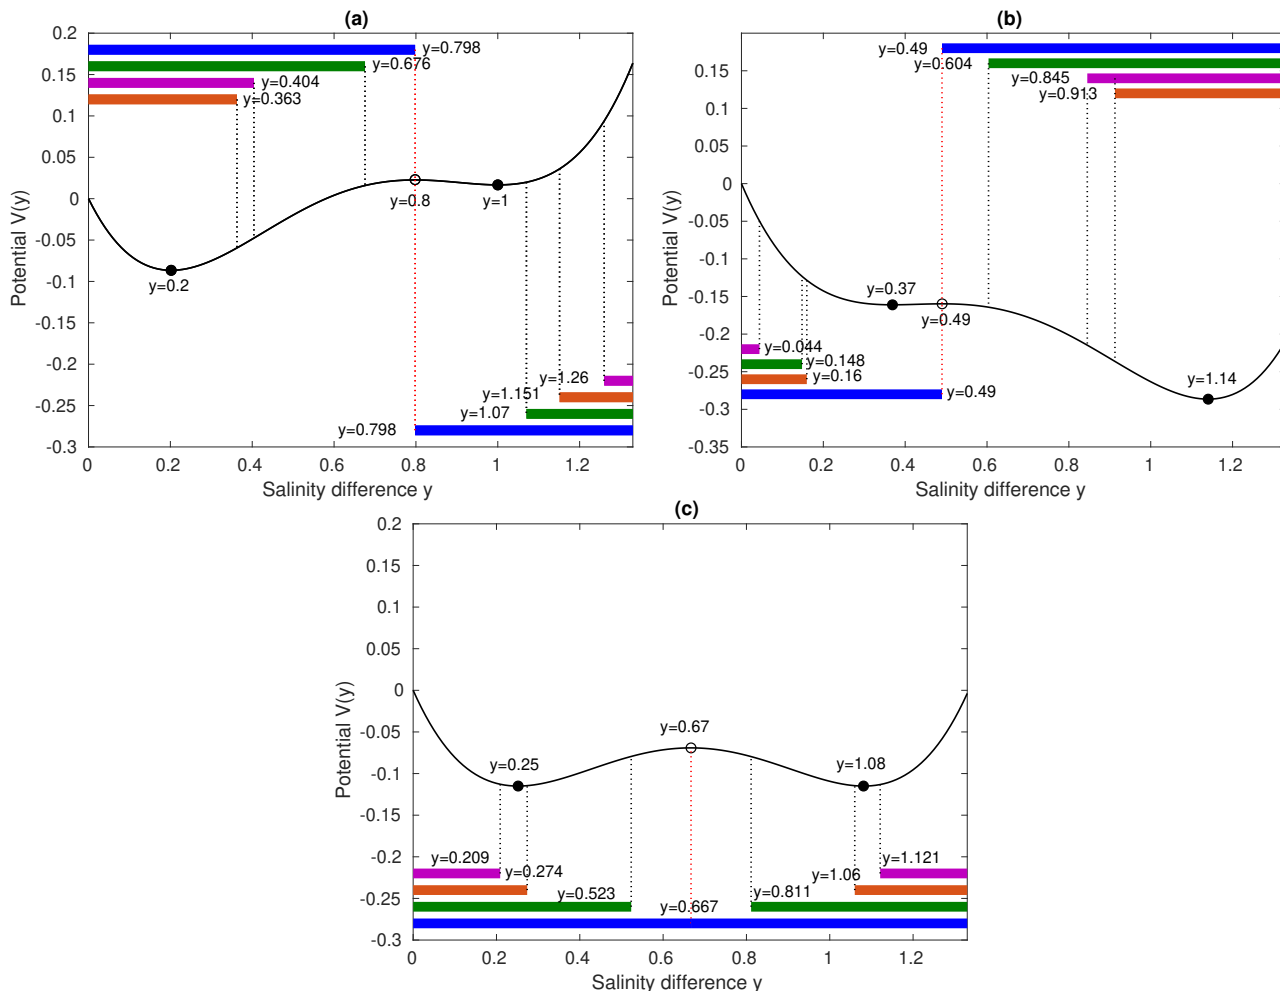 (a)
0.2
0.15
0.1
0.05
0
-0.05
-0.1
-0.15
-0.2
-0.25
-0.3
Potential V(y)
y=0.798
y=0.676
y=0.404
y=0.363
y=0.8
y=1
y=0.2
y=1.26
y=1.151
y=1.07
y=0.798
0 0.2 0.4 0.6 0.8 1 1.2
Salinity difference y
(b)
0.15
0.1
0.05
0
-0.05
-0.1
-0.15
-0.2
-0.25
-0.3
-0.35
Potential V(y)
y=0.49
y=0.604
y=0.845
y=0.913
y=0.37
y=0.49
y=0.044
y=0.148
y=0.16
y=0.49
y=1.14
0 0.2 0.4 0.6 0.8 1 1.2
Salinity difference y
(c)
0.2
0.15
0.1
0.05
0
-0.05
-0.1
-0.15
-0.2
-0.25
-0.3
Potential V(y)
y=0.67
y=0.25
y=1.08
y=0.209
y=1.121
y=0.274
y=1.06
y=0.523
y=0.811
y=0.667
0 0.2 0.4 0.6 0.8 1 1.2
Salinity difference y